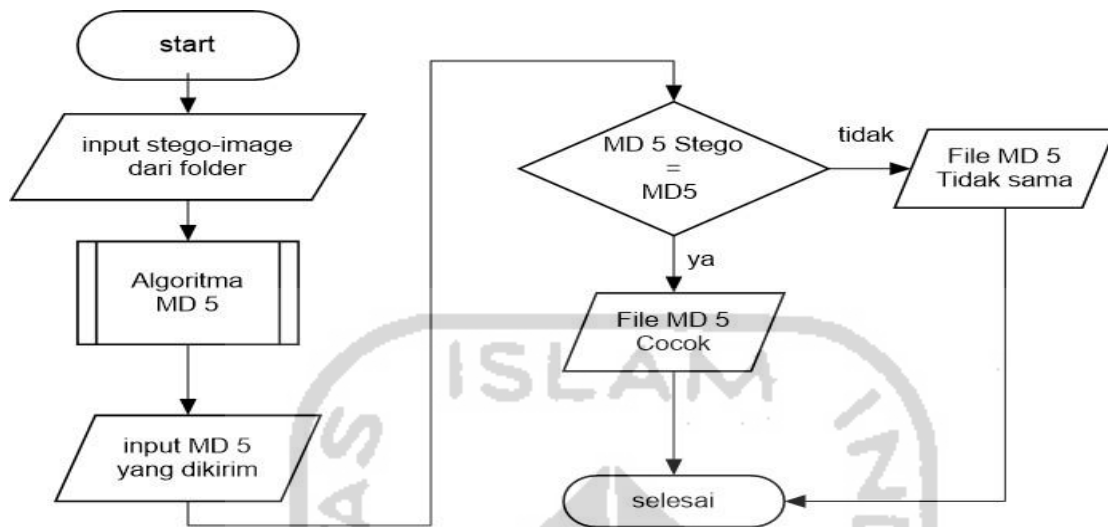 start
input stego-image
dari folder
Algoritma
MD 5
input MD 5
yang dikirim
MD 5 Stego
=
MD5
tidak
File MD 5
Tidak sama
ya
File MD 5
Cocok
selesai
ISLAM